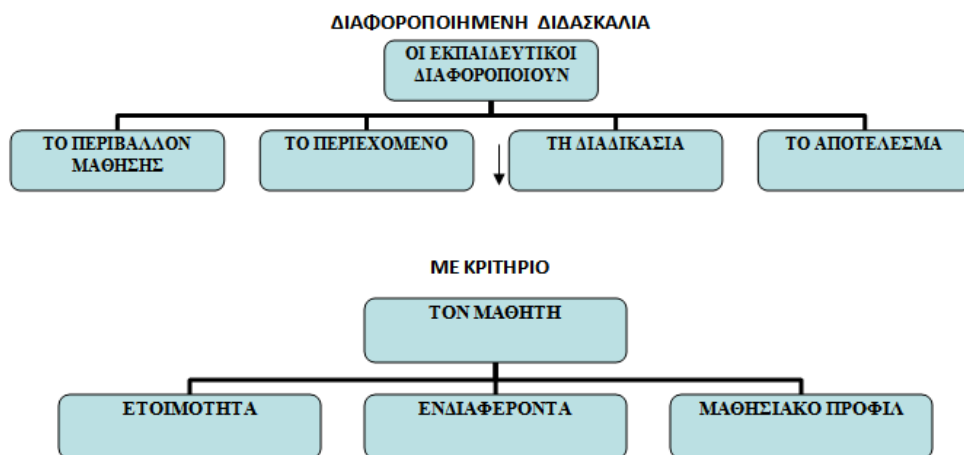 ΔΙΑΦΟΡΟΠΟΙΗΜΕΝΗ ΔΙΔΑΣΚΑΛΙΑ
ΟΙ ΕΚΠΑΙΔΕΥΤΙΚΟΙ
ΔΙΑΦΟΡΟΠΟΙΟΥΝ
ΤΟ ΠΕΡΙΒΑΛΛΟΝ
ΜΑΘΗΣΗΣ
ΤΟ ΠΕΡΙΕΧΟΜΕΝΟ
ΤΗ ΔΙΑΔΙΚΑΣΙΑ
ΤΟ ΑΠΟΤΕΛΕΣΜΑ
ΜΕ ΚΡΙΤΗΡΙΟ
ΤΟΝ ΜΑΘΗΤΗ
ΕΤΟΙΜΟΤΗΤΑ
ΕΝΔΙΑΦΕΡΟΝΤΑ
ΜΑΘΗΣΙΑΚΟ ΠΡΟΦΙΛ